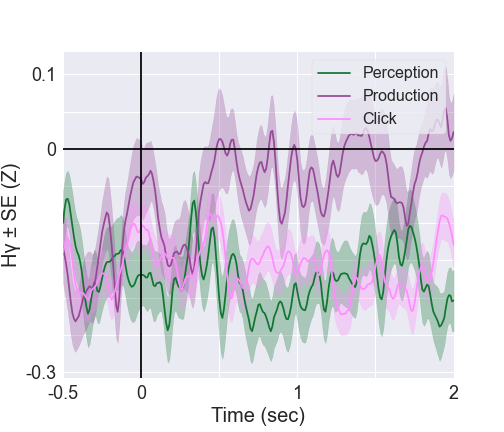 Perception
Production
Click
0.1
0
-0.3
Hγ ± SE (Z)
-0.5
0
1
2
Time (sec)